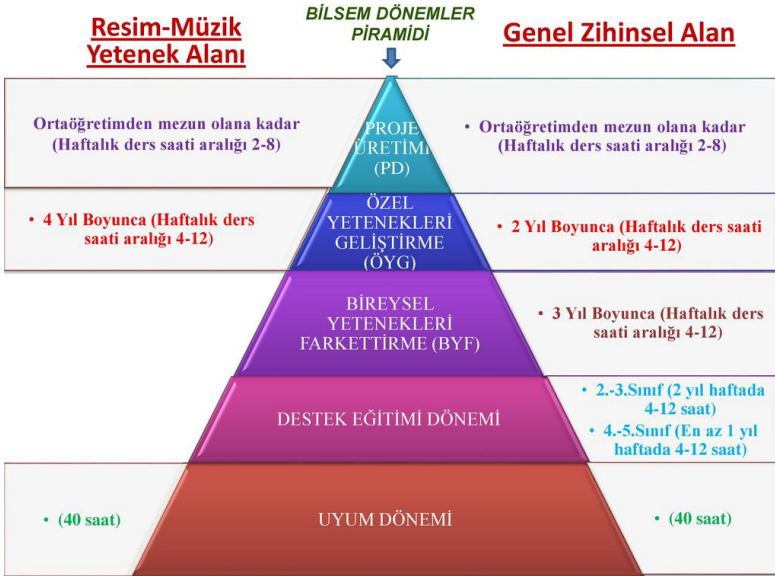 BİLSEM DÖNEMLER
PİRAMİDİ
Resim-Müzik
Yetenek Alanı
Genel Zihinsel Alan
Ortaöğretimden mezun olana kadar
(Haftalık ders saati aralığı 2-8)
PROJE
ÜRETİMİ
(PD)
• Ortaöğretimden mezun olana kadar
(Haftalık ders saati aralığı 2-8)
• 4 Yıl Boyunca (Haftalık ders
saati aralığı 4-12)
ÖZEL
YETENEKLERİ
GELİŞTİRME
(ÖYG)
• 2 Yıl Boyunca (Haftalık ders saati
aralığı 4-12)
BİREYSEL
YETENEKLERİ
FARKETTİRME (BYF)
• 3 Yıl Boyunca (Haftalık ders
saati aralığı 4-12)
DESTEK EĞİTİMİ DÖNEMİ
• 2.-3.Sınıf (2 yıl haftada
4-12 saat)
• 4.-5.Sınıf (En az 1 yıl
haftada 4-12 saat)
• (40 saat)
UYUM DÖNEMİ
• (40 saat)